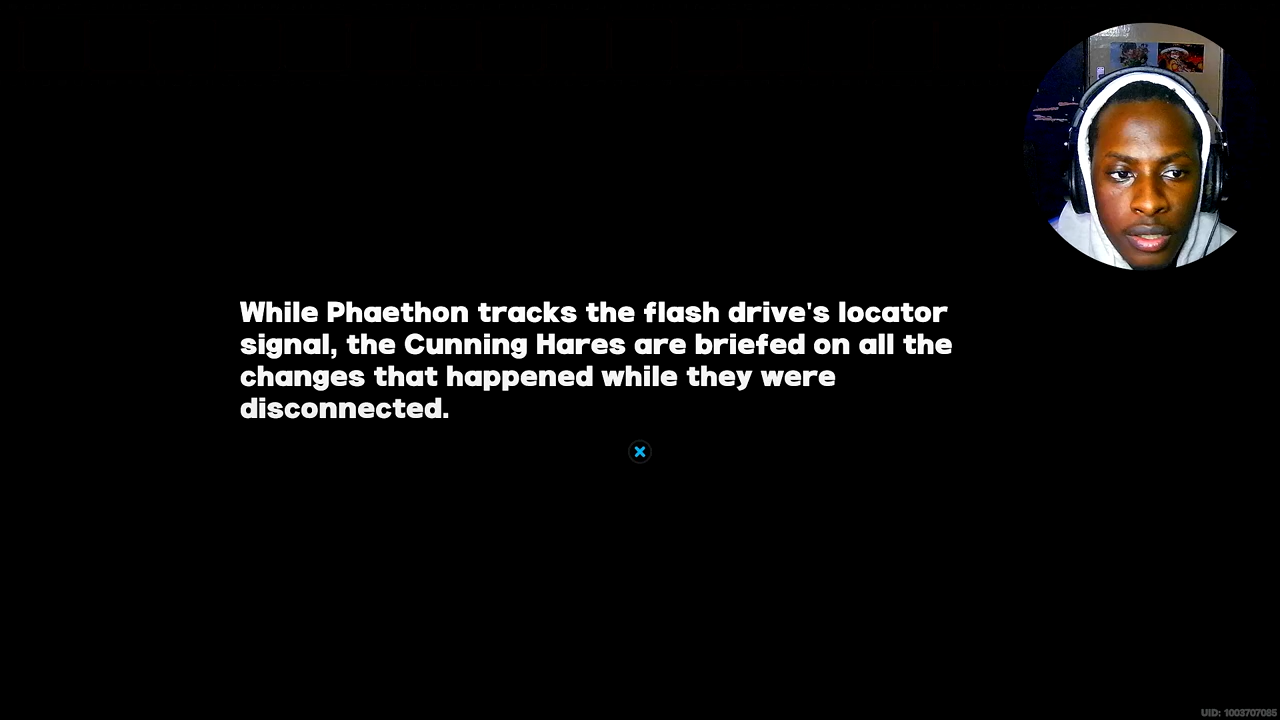 While Phaethon tracks the flash drive's locator
signal, the Cunning Hares are briefed on all the
changes that happened while they were
disconnected.
UID: 1003707085